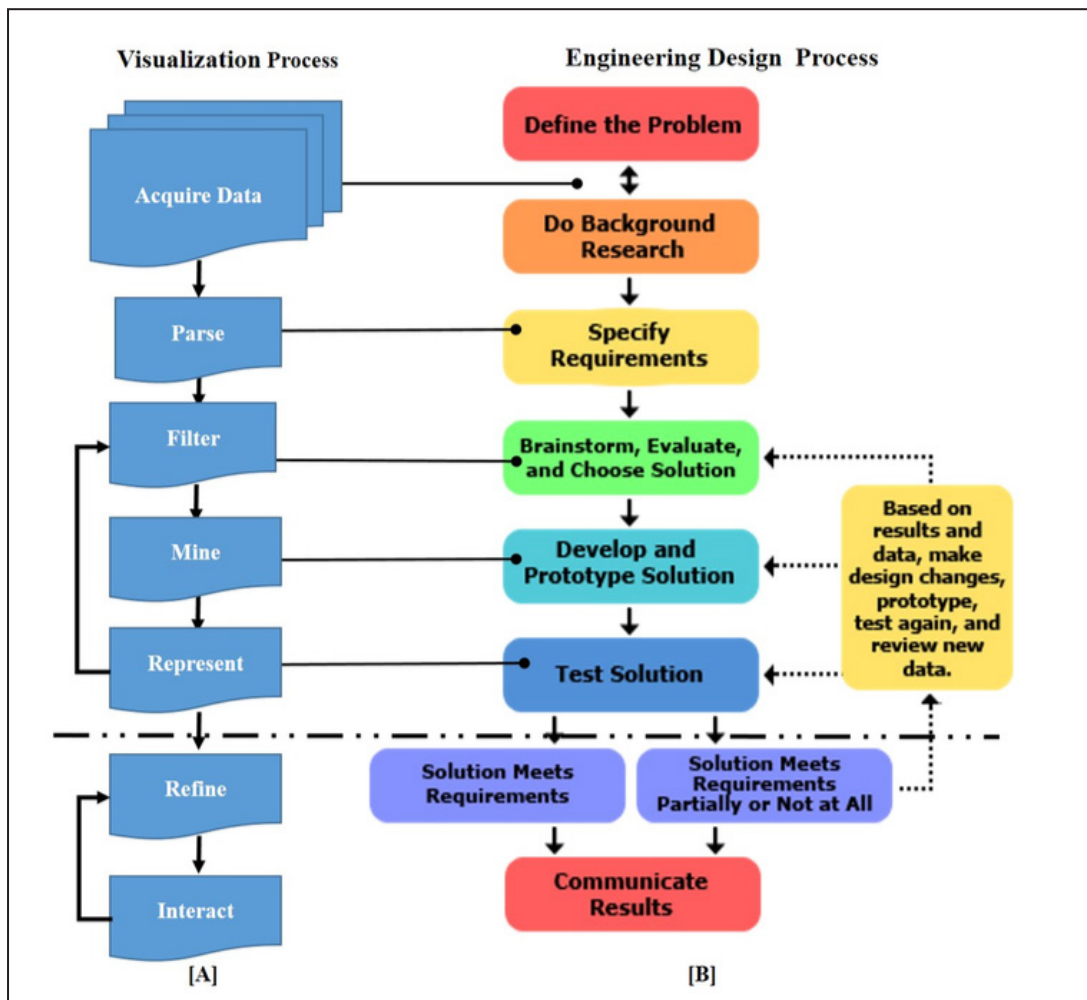 Visualization Process
Engineering Design Process
Acquire Data
Parse
Filter
Mine
Represent
Refine
Interact
[A]
Define the Problem
Do Background
Research
Specify
Requirements
Brainstorm, Evaluate,
and Choose Solution
Develop and
Prototype Solution
Test Solution
Based on
results and
data, make
design changes,
prototype,
test again, and
review new
data.
Solution Meets
Requirements
Solution Meets
Requirements
Partially or Not at All
Communicate
Results
[B]